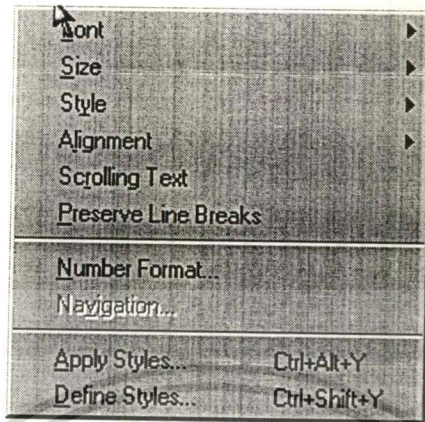 Font
Size
Style
Alignment
Scrolling Text
Preserve Line Breaks
Number Format...
Navigation...
Apply Styles... Ctrl+Alt+Y
Define Styles... Ctrl+Shift+Y